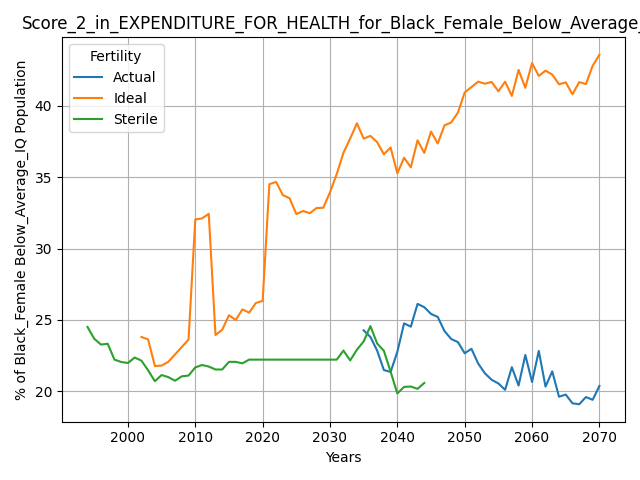 Score_2_in_EXPENDITURE_FOR_HEALTH_for_Black_Female_Below_Average_
Fertility
Actual
Ideal
Sterile
% of Black_Female Below_Average_IQ Population
40
35
30
25
20
2000 2010 2020 2030 2040 2050 2060 2070
Years